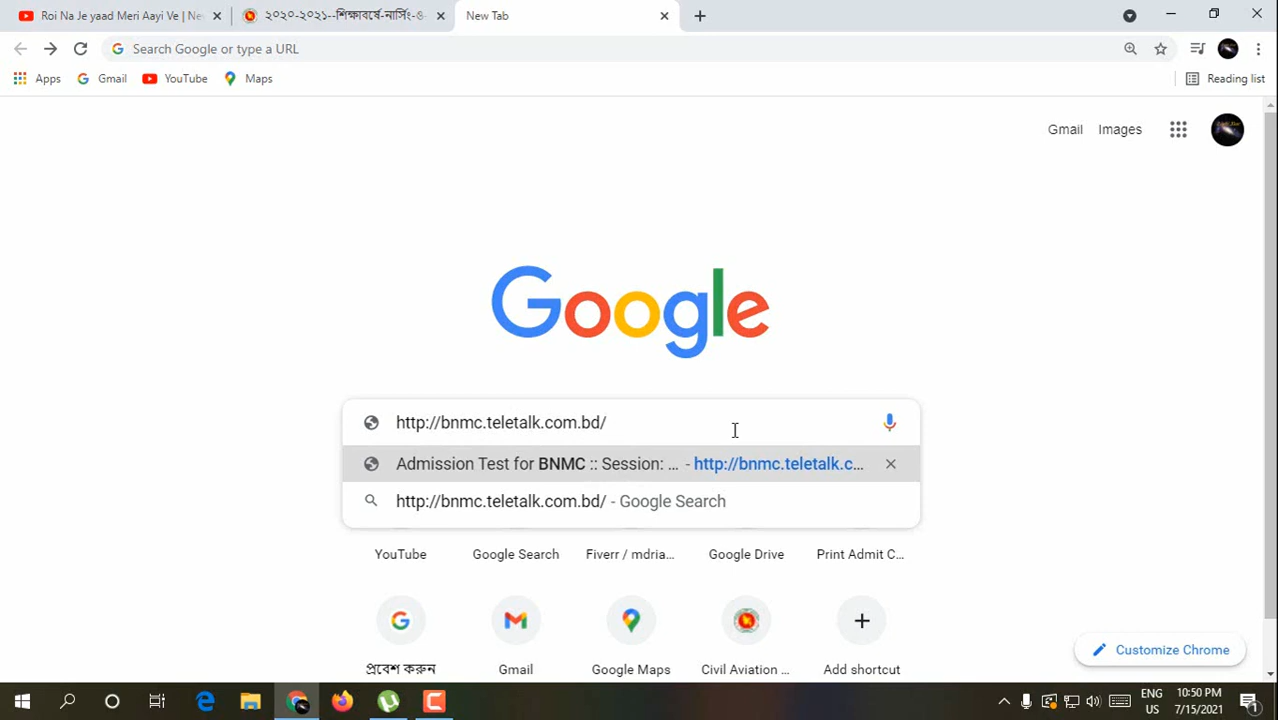 Roi Na Je yaad Meri Aayi Ve | Ne
২০২০-২০২১--শিক্ষাবর্ষে-নার্সিং-ও-
New Tab
Search Google or type a URL
Apps
Gmail
YouTube
Maps
Reading list
Gmail
Images
Google
http://bnmc.teletalk.com.bd/
Admission Test for BNMC :: Session: ... - http://bnmc.teletalk.c...
http://bnmc.teletalk.com.bd/ - Google Search
YouTube
Google Search
Fiverr / mdria...
Google Drive
Print Admit C...
প্রবেশ করুন
Gmail
Google Maps
Civil Aviation ...
Add shortcut
Customize Chrome
ENG
US
10:50 PM
7/15/2021
1